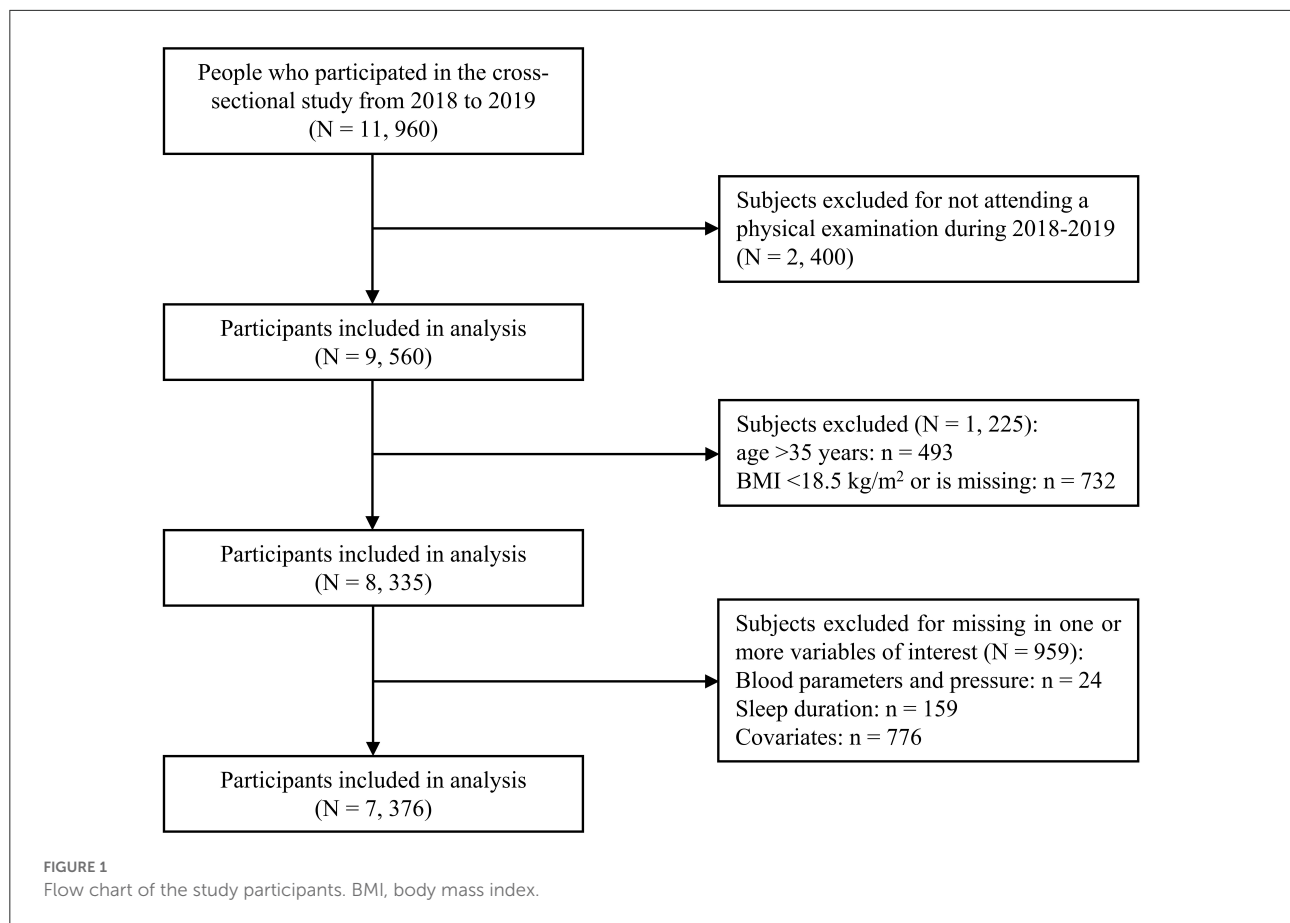 People who participated in the cross-
sectional study from 2018 to 2019
(N = 11, 960)
Subjects excluded for not attending a
physical examination during 2018-2019
(N = 2, 400)
Participants included in analysis
(N = 9, 560)
Subjects excluded (N = 1, 225):
age >35 years: n = 493
BMI <18.5 kg/m² or is missing: n = 732
Participants included in analysis
(N = 8, 335)
Subjects excluded for missing in one or
more variables of interest (N = 959):
Blood parameters and pressure: n = 24
Sleep duration: n = 159
Covariates: n = 776
Participants included in analysis
(N = 7, 376)
FIGURE 1
Flow chart of the study participants. BMI, body mass index.